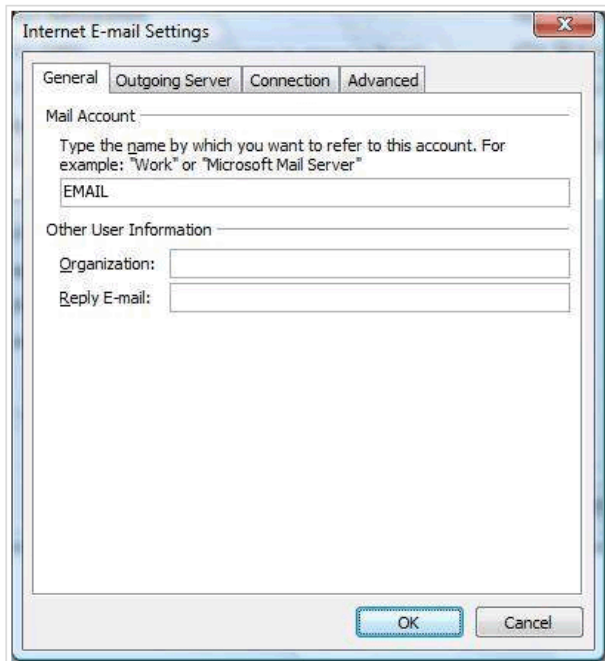 Internet E-mail Settings
X
General Outgoing Server Connection Advanced
Mail Account
Type the name by which you want to refer to this account. For
example: "Work" or "Microsoft Mail Server"
EMAIL
Other User Information
Organization:
Reply E-mail:
OK Cancel